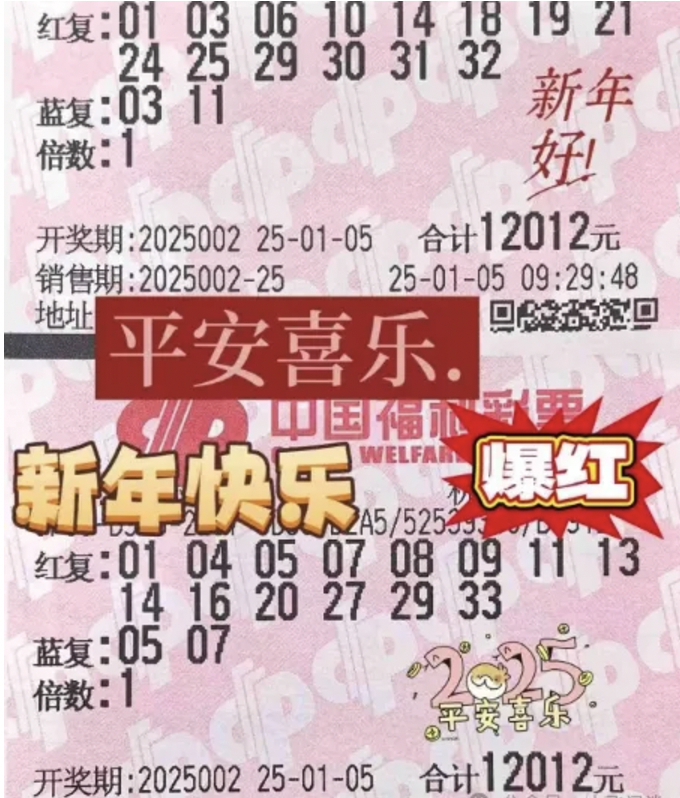 红复:01 03 06 10 14 18 19 21
24 25 29 30 31 32
蓝复:03 11
倍数:1
新年
好!
开奖期:2025002 25-01-05 合计12012元
销售期:2025002-25 25-01-05 09:29:48
地址
平安喜乐.
中国福利彩票
WELFAR
新年快乐
爆红
2A5/52539
红复:01 04 05 07 08 09 11 13
14 16 20 27 29 33
蓝复:05 07
倍数:1
2025
平安喜乐
开奖期:2025002 25-01-05 合计12012元